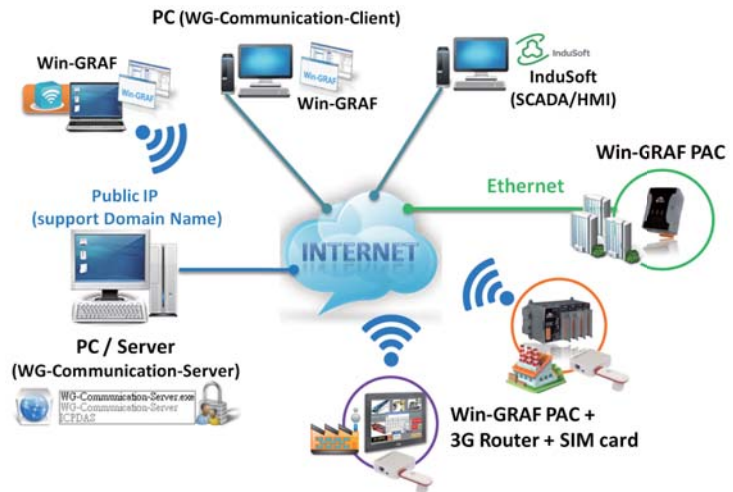 PC (WG-Communication-Client)
Win-GRAF
WIN-GRAF
Win-GRAF
InduSoft
InduSoft
(SCADA/HMI)
Win-GRAF PAC
Ethernet
Public IP
(support Domain Name)
INTERNET
PC / Server
(WG-Communication-Server)
WG-Communication-Server.exe
WG-Communication-Server
ICPDAS
Win-GRAF PAC +
3G Router + SIM card